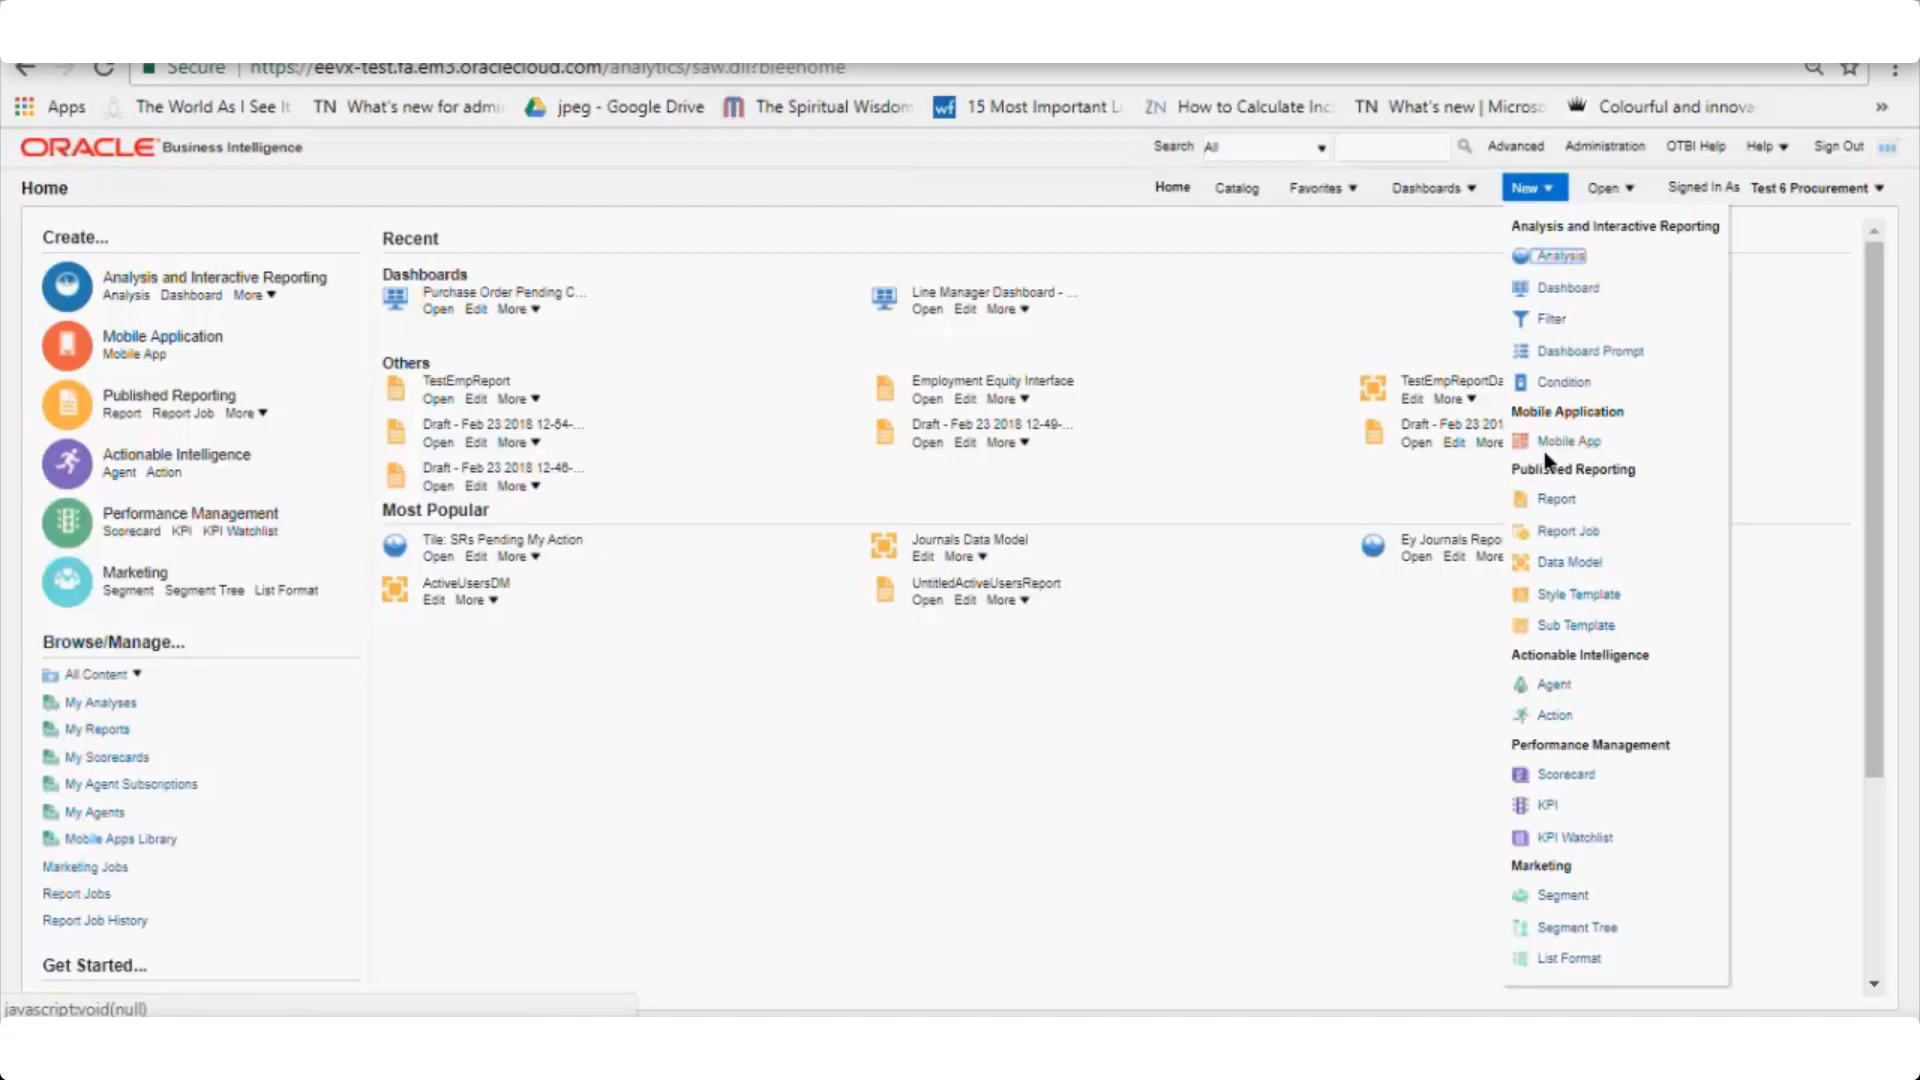 Secure | https://eevx-test.fa.em3.oraclecloud.com/analytics/saw.dll?bieehome
Apps The World As I See It TN What's new for admi jpeg - Google Drive The Spiritual Wisdom wf 15 Most Important L ZN How to Calculate Inc TN What's new | Micros Colourful and innova »
ORACLE Business Intelligence
Search All Advanced Administration OTBI Help Help Sign Out
Home
Home Catalog Favorites Dashboards New Open Signed In As Test 6 Procurement
Create...
Analysis and Interactive Reporting
Analysis Dashboard More
Mobile Application
Mobile App
Published Reporting
Report Report Job More
Actionable Intelligence
Agent Action
Performance Management
Scorecard KPI KPI Watchlist
Marketing
Segment Segment Tree List Format
Browse/Manage...
All Content
My Analyses
My Reports
My Scorecards
My Agent Subscriptions
My Agents
Mobile Apps Library
Marketing Jobs
Report Jobs
Report Job History
Get Started...
Recent
Dashboards
Purchase Order Pending C...
Open Edit More
Line Manager Dashboard - ...
Open Edit More
Others
TestEmpReport
Open Edit More
Employment Equity Interface
Open Edit More
TestEmpReportDa
Edit More
Draft - Feb 23 2018 12-54-...
Open Edit More
Draft - Feb 23 2018 12-49-...
Open Edit More
Draft - Feb 23 201
Open Edit More
Draft - Feb 23 2018 12-46-...
Open Edit More
Most Popular
Tile: SRs Pending My Action
Open Edit More
Journals Data Model
Edit More
Ey Journals Repo
Open Edit More
ActiveUsersDM
Edit More
UntitledActiveUsersReport
Open Edit More
Analysis and Interactive Reporting
Analysis
Dashboard
Filter
Dashboard Prompt
Condition
Mobile Application
Mobile App
Published Reporting
Report
Report Job
Data Model
Style Template
Sub Template
Actionable Intelligence
Agent
Action
Performance Management
Scorecard
KPI
KPI Watchlist
Marketing
Segment
Segment Tree
List Format
javascript:void(null)